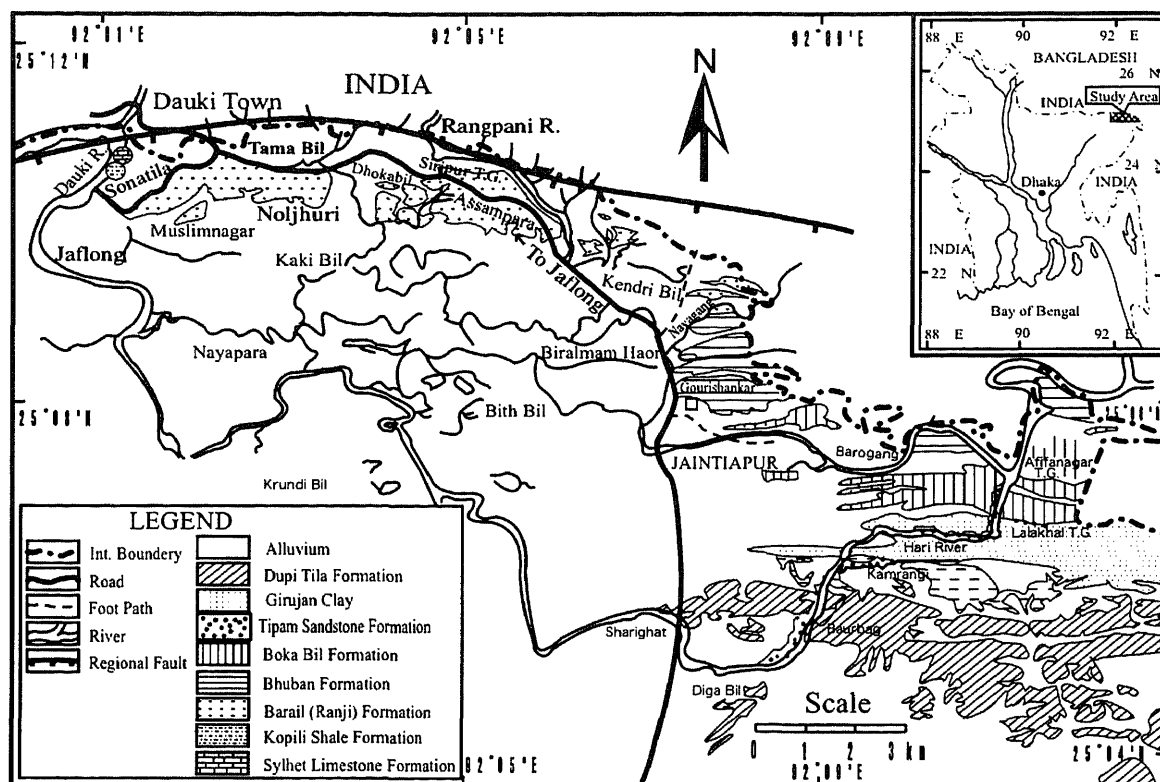 92°01' E
92°05' E
92°09' E
25°12' N
INDIA
N
Dauki Town
Rangpani R.
Tama Bil
Dauki R.
Sonatila
Dhokabil
Sripur T.G.
Assampara
Noljhuri
Muslimnagar
Jaflong
To Jaflong
Kaki Bil
Kendri Bil
Nayagang
Nayapara
Biralmam Haor
Gourishankar
25°08' N
25°08' N
Bith Bil
JAINTIAPUR
Barogang
Afifanagar
T.G.
Krundi Bil
Lalakhal T.G.
Hari River
Kamrangi
Sharighat
Baurbag
Diga Bil
Scale
0 1 2 3 km
92°05' E
92°09' E
25°04' N
88 E 90 92 E
BANGLADESH
26 N
INDIA
Study Area
24 N
Dhaka
INDIA
INDIA
22 N
Bay of Bengal
88 E 90 92 E
LEGEND
Int. Boundery
Road
Foot Path
River
Regional Fault
Alluvium
Dupi Tila Formation
Girujan Clay
Tipam Sandstone Formation
Boka Bil Formation
Bhuban Formation
Barail (Ranji) Formation
Kopili Shale Formation
Sylhet Limestone Formation